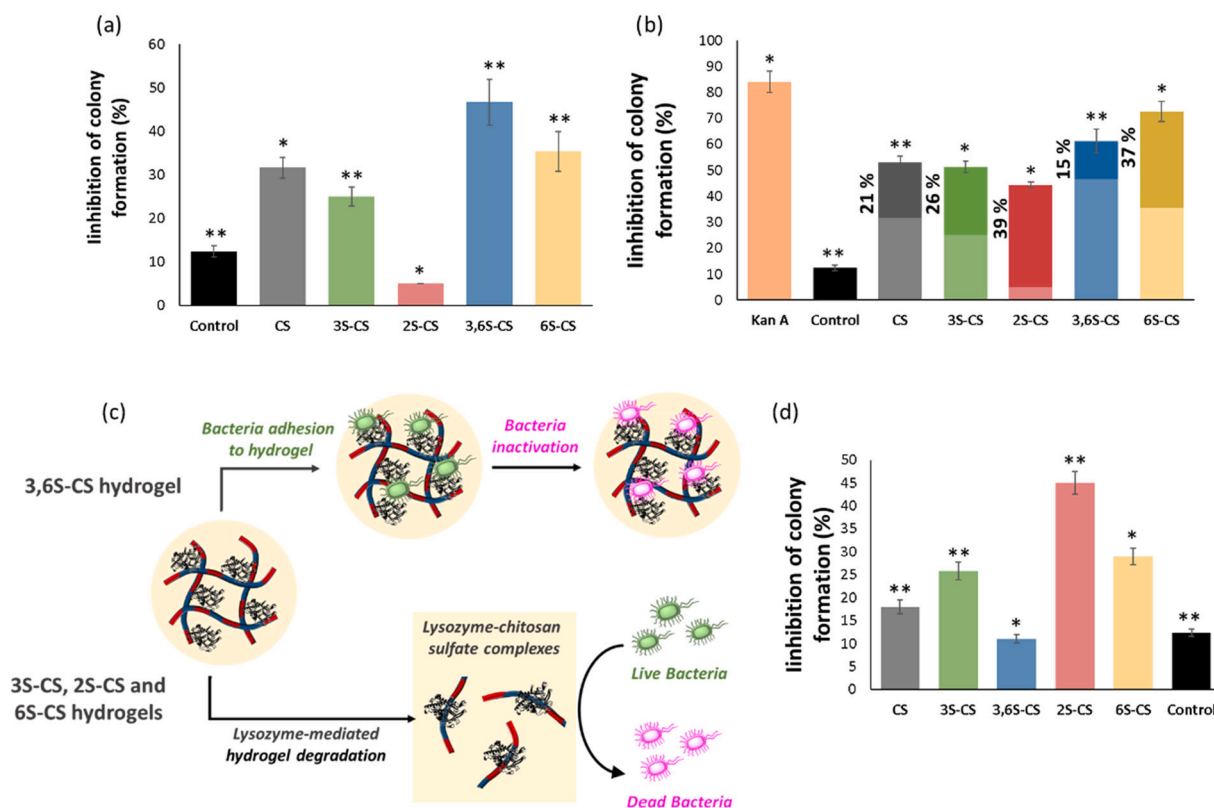 (a)
Iinhibition of colony
formation (%)
60
50
40
30
20
10
0
**
*
**
*
**
**
Control
CS
3S-CS
2S-CS
3,6S-CS
6S-CS
(b)
Iinhibition of colony
formation (%)
100
90
80
70
60
50
40
30
20
10
0
*
**
**
*
*
**
*
21 %
26 %
39 %
15 %
37 %
Kan A
Control
CS
3S-CS
2S-CS
3,6S-CS
6S-CS
(c)
Bacteria adhesion
to hydrogel
Bacteria
inactivation
3,6S-CS hydrogel
3S-CS, 2S-CS and
6S-CS hydrogels
Lysozyme-mediated
hydrogel degradation
Lysozyme-chitosan
sulfate complexes
Live Bacteria
Dead Bacteria
(d)
Iinhibition of colony
formation (%)
50
45
40
35
30
25
20
15
10
5
0
**
**
*
**
*
**
CS
3S-CS
3,6S-CS
2S-CS
6S-CS
Control